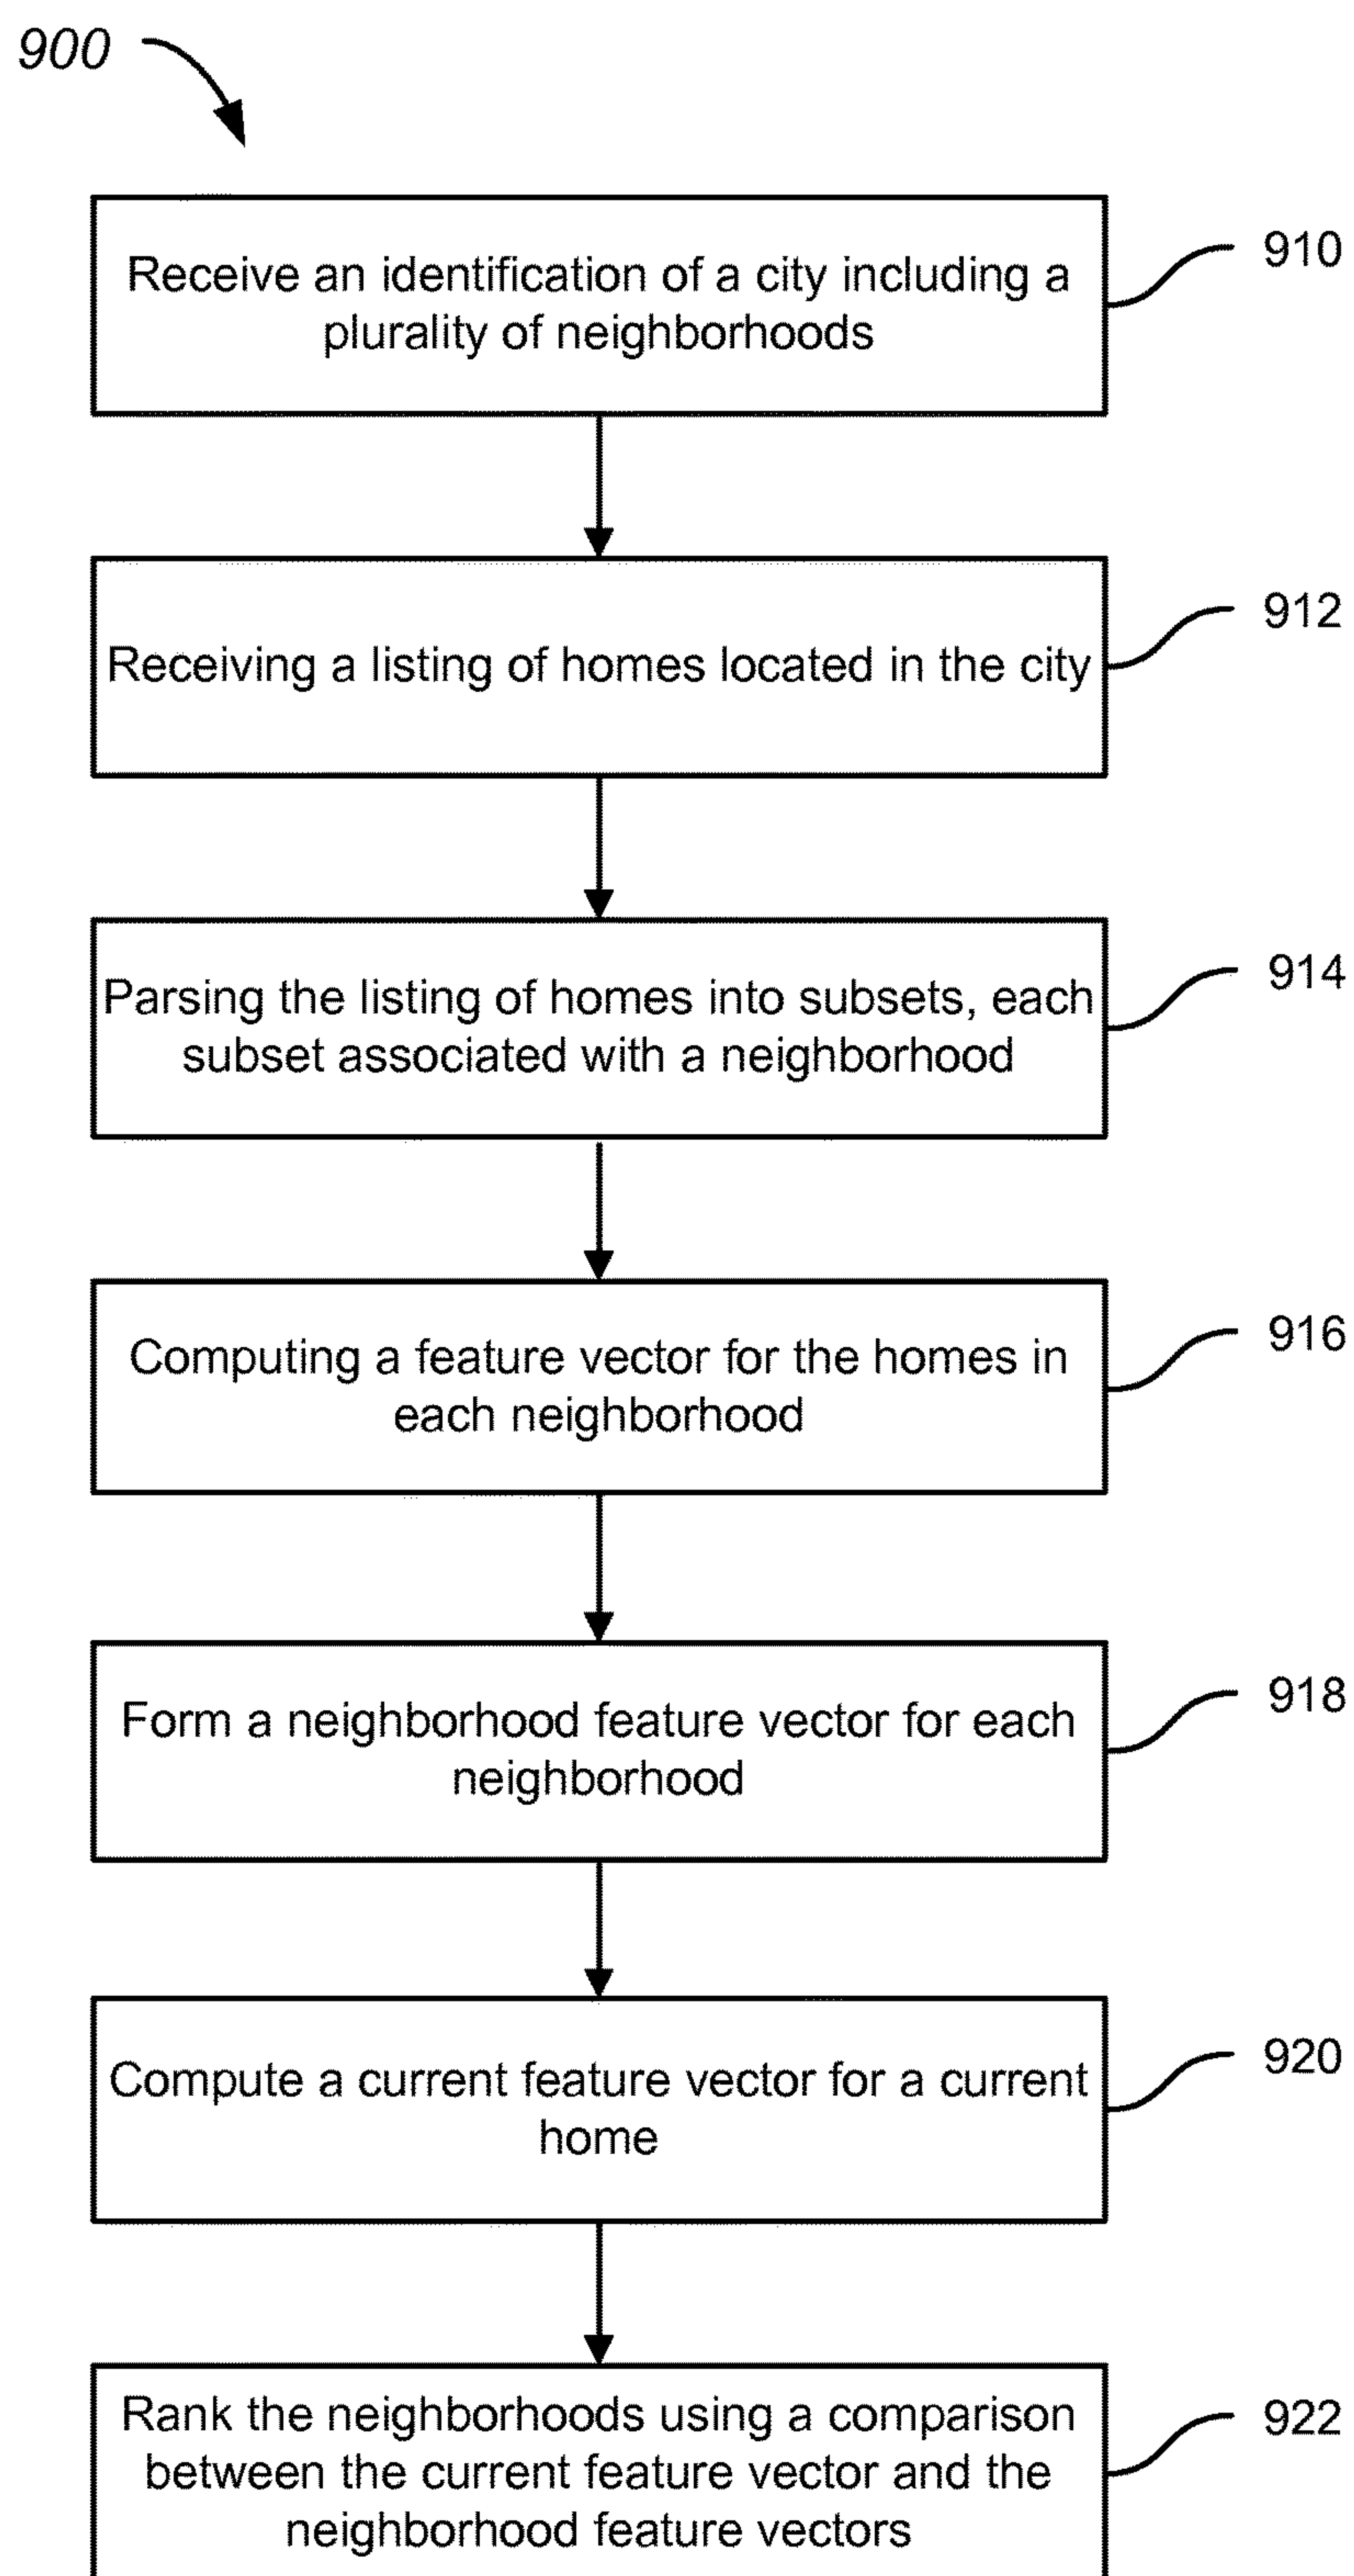 900
Receive an identification of a city including a
plurality of neighborhoods
910
Receiving a listing of homes located in the city
912
Parsing the listing of homes into subsets, each
subset associated with a neighborhood
914
Computing a feature vector for the homes in
each neighborhood
916
Form a neighborhood feature vector for each
neighborhood
918
Compute a current feature vector for a current
home
920
Rank the neighborhoods using a comparison
between the current feature vector and the
neighborhood feature vectors
922